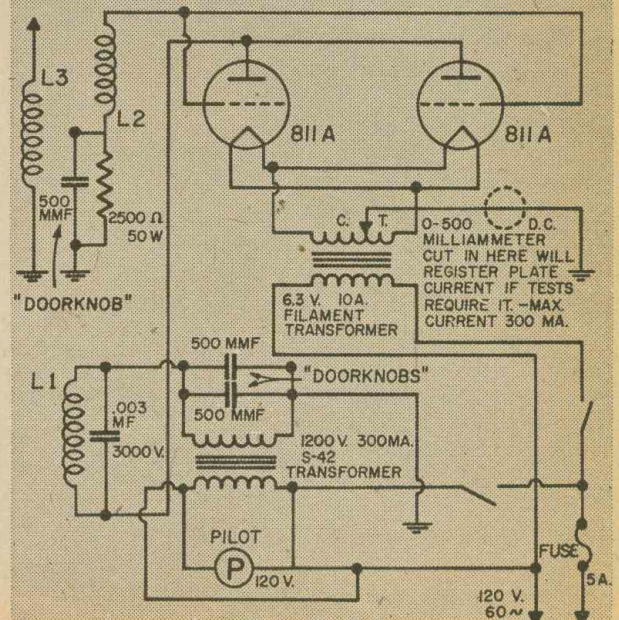 L3
L2
811A
811A
500
MMF
2500 Ω
50 W
"DOORKNOB"
C. T.
0-500 D.C.
MILLIAMMETER
CUT IN HERE WILL
REGISTER PLATE
CURRENT IF TESTS
REQUIRE IT. –MAX.
CURRENT 300 MA.
6.3 V. 10A.
FILAMENT
TRANSFORMER
500 MMF
"DOORKNOBS"
500 MMF
L1
.003
MF
3000 V.
1200 V. 300MA.
S-42
TRANSFORMER
PILOT
P
120 V.
FUSE
5A.
120 V.
60~